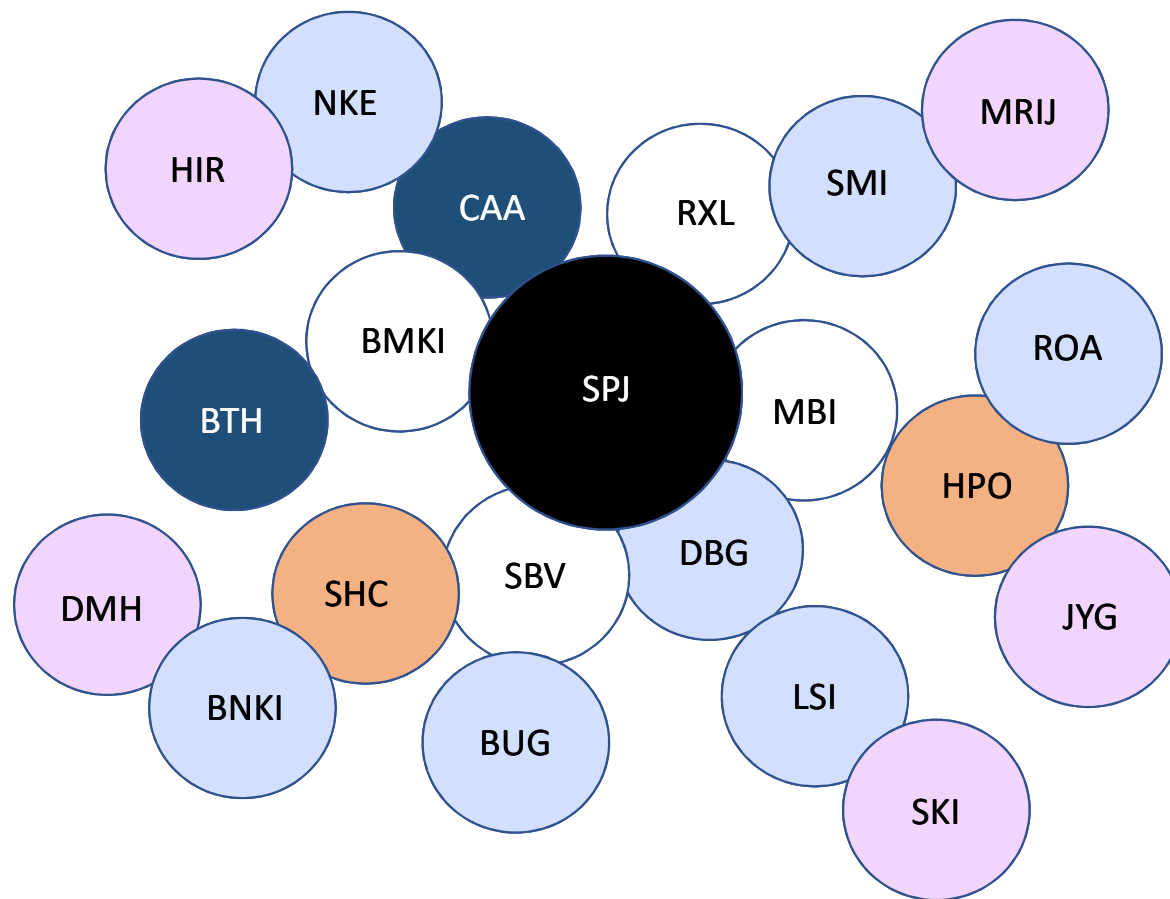 NKE
MRIJ
HIR
SMI
CAA
RXL
BMKI
ROA
SPJ
BTH
MBI
HPO
DBG
SBV
SHC
DMH
JYG
LSI
BNKI
BUG
SKI